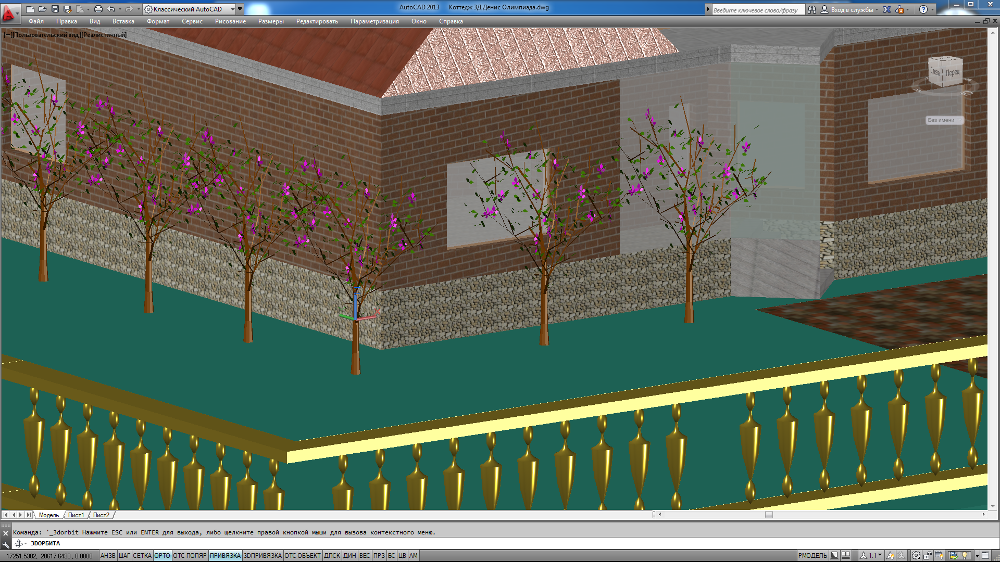 AutoCAD 2013 Коттедж 3Д Денис Олимпиада.dwg
Классический AutoCAD
Введите ключевое слово/фразу
Вход в службы
Файл Правка Вид Вставка Формат Сервис Рисование Размеры Редактировать Параметризация Окно Справка
[−][Пользовательский вид][Реалистичный]
Слева Перед
Ю
Без имени
Y X
Модель Лист1 Лист2
Команда: '_3dorbit Нажмите ESC или ENTER для выхода, либо щелкните правой кнопкой мыши для вызова контекстного меню.
3DОРБИТА
17251.5382, 20617.6430 , 0.0000 АНЗВ ШАГ СЕТКА ОРТО ОТС-ПОЛЯР ПРИВЯЗКА 3DПРИВЯЗКА ОТС-ОБЪЕКТ ДПСК ДИН ВЕС ПРЗ БС ЦВ АМ РМОДЕЛЬ 1:1